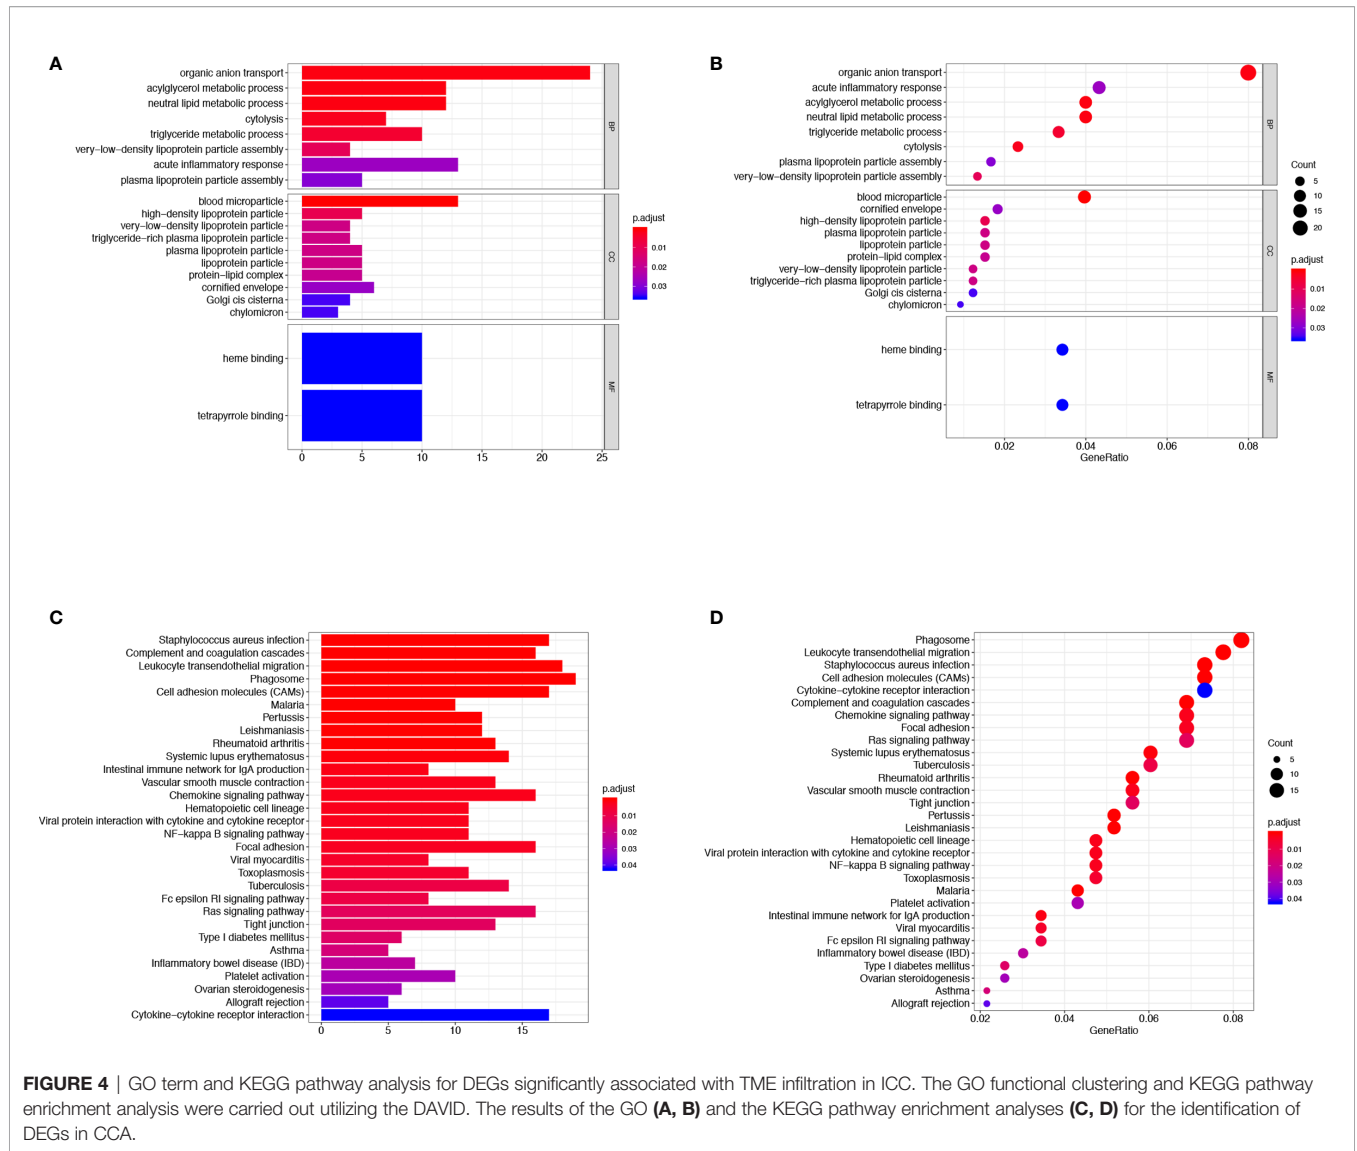 A
organic anion transport
acylglycerol metabolic process
neutral lipid metabolic process
cytolysis
triglyceride metabolic process
very−low−density lipoprotein particle assembly
acute inflammatory response
plasma lipoprotein particle assembly
BP
blood microparticle
high−density lipoprotein particle
very−low−density lipoprotein particle
triglyceride−rich plasma lipoprotein particle
plasma lipoprotein particle
lipoprotein particle
protein−lipid complex
cornified envelope
Golgi cis cisterna
chylomicron
CC
heme binding
tetrapyrrole binding
MF
0 5 10 15 20 25
p.adjust
0.01
0.02
0.03
B
organic anion transport
acute inflammatory response
acylglycerol metabolic process
neutral lipid metabolic process
triglyceride metabolic process
cytolysis
plasma lipoprotein particle assembly
very−low−density lipoprotein particle assembly
BP
blood microparticle
cornified envelope
high−density lipoprotein particle
plasma lipoprotein particle
lipoprotein particle
protein−lipid complex
very−low−density lipoprotein particle
triglyceride−rich plasma lipoprotein particle
Golgi cis cisterna
chylomicron
CC
heme binding
tetrapyrrole binding
MF
0.02 0.04 0.06 0.08
GeneRatio
Count
5
10
15
20
p.adjust
0.01
0.02
0.03
C
Staphylococcus aureus infection
Complement and coagulation cascades
Leukocyte transendothelial migration
Phagosome
Cell adhesion molecules (CAMs)
Malaria
Pertussis
Leishmaniasis
Rheumatoid arthritis
Systemic lupus erythematosus
Intestinal immune network for IgA production
Vascular smooth muscle contraction
Chemokine signaling pathway
Hematopoietic cell lineage
Viral protein interaction with cytokine and cytokine receptor
NF−kappa B signaling pathway
Focal adhesion
Viral myocarditis
Toxoplasmosis
Tuberculosis
Fc epsilon RI signaling pathway
Ras signaling pathway
Tight junction
Type I diabetes mellitus
Asthma
Inflammatory bowel disease (IBD)
Platelet activation
Ovarian steroidogenesis
Allograft rejection
Cytokine−cytokine receptor interaction
0 5 10 15
p.adjust
0.01
0.02
0.03
0.04
D
Phagosome
Leukocyte transendothelial migration
Staphylococcus aureus infection
Cell adhesion molecules (CAMs)
Cytokine−cytokine receptor interaction
Complement and coagulation cascades
Chemokine signaling pathway
Focal adhesion
Ras signaling pathway
Systemic lupus erythematosus
Tuberculosis
Rheumatoid arthritis
Vascular smooth muscle contraction
Tight junction
Pertussis
Leishmaniasis
Hematopoietic cell lineage
Viral protein interaction with cytokine and cytokine receptor
NF−kappa B signaling pathway
Toxoplasmosis
Malaria
Platelet activation
Intestinal immune network for IgA production
Viral myocarditis
Fc epsilon RI signaling pathway
Inflammatory bowel disease (IBD)
Type I diabetes mellitus
Ovarian steroidogenesis
Asthma
Allograft rejection
0.02 0.04 0.06 0.08
GeneRatio
Count
5
10
15
p.adjust
0.01
0.02
0.03
0.04
FIGURE 4 | GO term and KEGG pathway analysis for DEGs significantly associated with TME infiltration in ICC. The GO functional clustering and KEGG pathway
enrichment analysis were carried out utilizing the DAVID. The results of the GO (A, B) and the KEGG pathway enrichment analyses (C, D) for the identification of
DEGs in CCA.